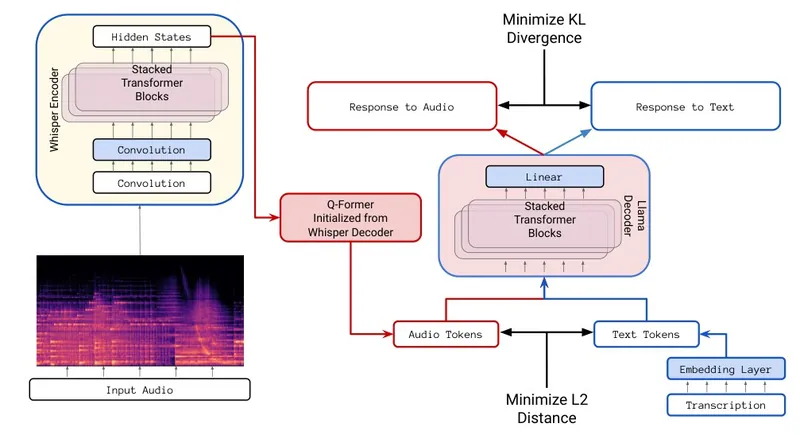 Whisper Encoder
Hidden States
Stacked
Transformer
Blocks
Convolution
Convolution
Input Audio
Q-Former
Initialized from
Whisper Decoder
Minimize KL
Divergence
Response to Audio
Response to Text
Linear
Stacked
Transformer
Blocks
Llama
Decoder
Audio Tokens
Text Tokens
Minimize L2
Distance
Embedding Layer
Transcription